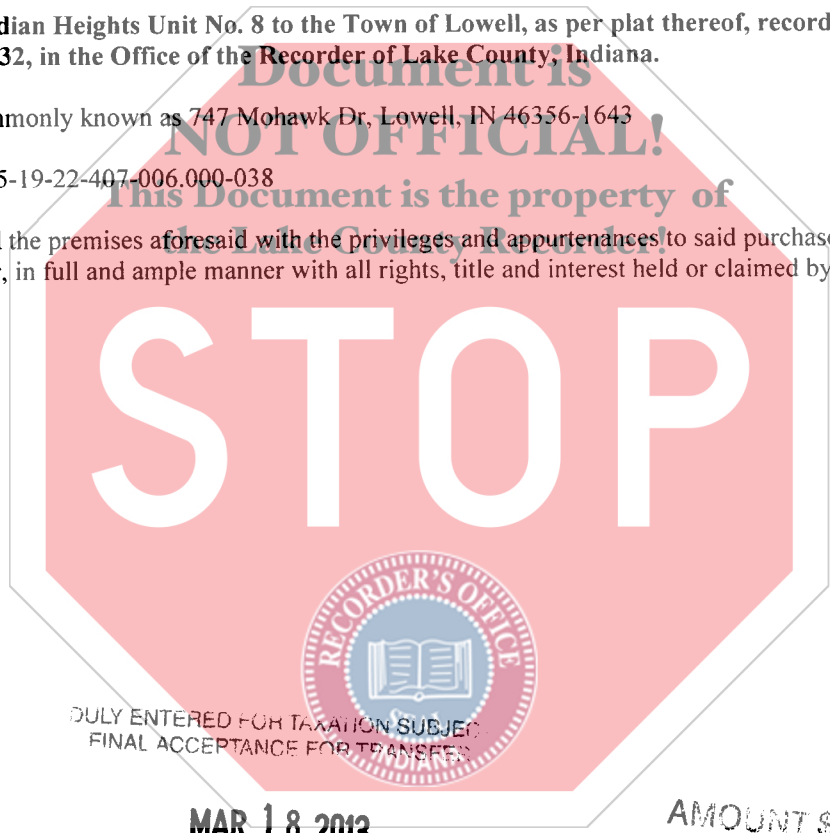 dian Heights Unit No. 8 to the Town of Lowell, as per plat thereof, record
32, in the Office of the Recorder of Lake County, Indiana.
Document is
mmonly known as 747 Mohawk Dr, Lowell, IN 46356-1643
NOT OFFICIAL!
5-19-22-407-006.000-038
This Document is the property of
the Lake County Recorder!
the premises aforesaid with the privileges and appurtenances to said purchase
, in full and ample manner with all rights, title and interest held or claimed by
STOP
RECORDER'S OFFICE
SEAL
INDIANA
DULY ENTERED FOR TAXATION SUBJEC
FINAL ACCEPTANCE FOR TRANSFER
MAR 18 2013
AMOUNT $